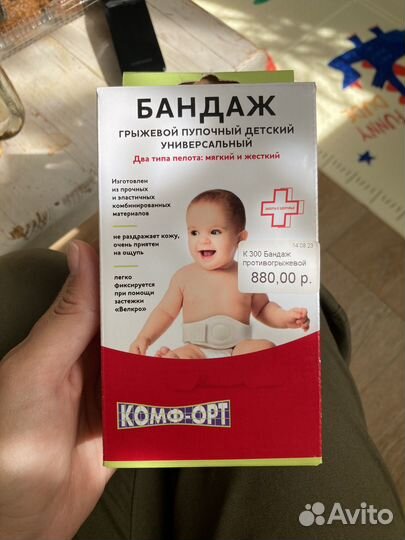 БАНДАЖ
ГРЫЖЕВОЙ ПУПОЧНЫЙ ДЕТСКИЙ
УНИВЕРСАЛЬНЫЙ
Два типа пелота: мягкий и жесткий
Изготовлен
из прочных
и эластичных
комбинированных
материалов
не раздражает кожу,
очень приятен
на ощупь
легко
фиксируется
при помощи
застежки
«Велкро»
14.08.23
К 300 Бандаж
противогрыжевой
880,00 р.
КОМФ-ОРТ
FUNNY
Avito